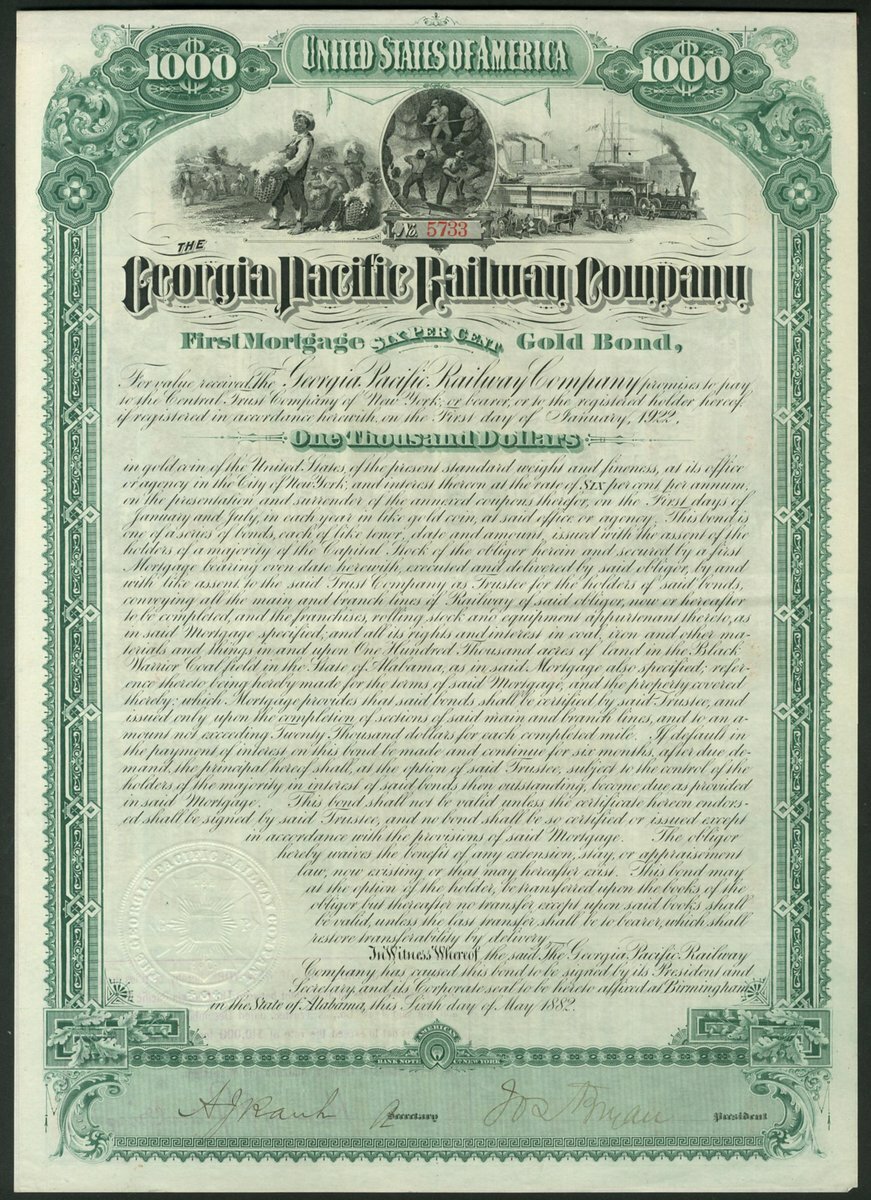 1000
UNITED STATES OF AMERICA
1000
No. 5733
THE
Georgia Pacific Railway Company
First Mortgage SIX PER CENT Gold Bond,
For value received, The Georgia Pacific Railway Company promises to pay
to the Central Trust Company of New York, or bearer, or to the registered holder hereof,
if registered in accordance herewith, on the First day of January, 1922,
One Thousand Dollars
in gold coin of the United States, of the present standard weight and fineness, at its office
or agency in the City of New York, and interest thereon at the rate of SIX per cent per annum,
on the presentation and surrender of the annexed coupons therefor, on the First days of
January and July, in each year in like gold coin, at said office or agency. This bond is
one of a series of bonds, each of like tenor, date and amount, issued with the assent of the
holders of a majority of the Capital Stock of the obligor herein and secured by a first
Mortgage bearing even date herewith, executed and delivered by said obligor, by and
with like assent, to the said Trust Company as Trustee for the holders of said bonds,
conveying all the main and branch lines of Railway of said obligor, now or hereafter
to be completed, and the franchises, rolling stock and equipment appurtenant thereto, as
in said Mortgage specified; and all its rights and interest in coal, iron and other ma-
terials and things in and upon One Hundred Thousand acres of land in the Black
Warrior Coal field in the State of Alabama, as in said Mortgage also specified; refer-
ence thereto being hereby made for the terms of said Mortgage, and the property covered
thereby; which Mortgage provides that said bonds shall be certified by said Trustee, and
issued only upon the completion of sections of said main and branch lines, and to an a-
mount not exceeding Twenty Thousand dollars for each completed mile. If default in
the payment of interest on this bond be made and continue for six months, after due de-
mand, the principal hereof shall, at the option of said Trustee, subject to the control of the
holders of the majority in interest of said bonds then outstanding, become due as provided
in said Mortgage. This bond shall not be valid unless the certificate hereon endors-
ed shall be signed by said Trustee, and no bond shall be so certified or issued except
in accordance with the provisions of said Mortgage. The obligor
hereby waives the benefit of any extension, stay, or appraisement
law, now existing or that may hereafter exist. This bond may
at the option of the holder, be transferred upon the books of the
obligor but thereafter no transfer except upon said books shall
be valid, unless the last transfer shall be to bearer, which shall
restore transferability by delivery.
In Witness Whereof, the said The Georgia Pacific Railway
Company has caused this bond to be signed by its President and
Secretary, and its Corporate seal to be hereto affixed at Birmingham
in the State of Alabama, this Sixth day of May 1882.
THE GEORGIA PACIFIC RAILWAY COMPANY
AMERICAN
BANK NOTE CO. NEW YORK
Secretary
President